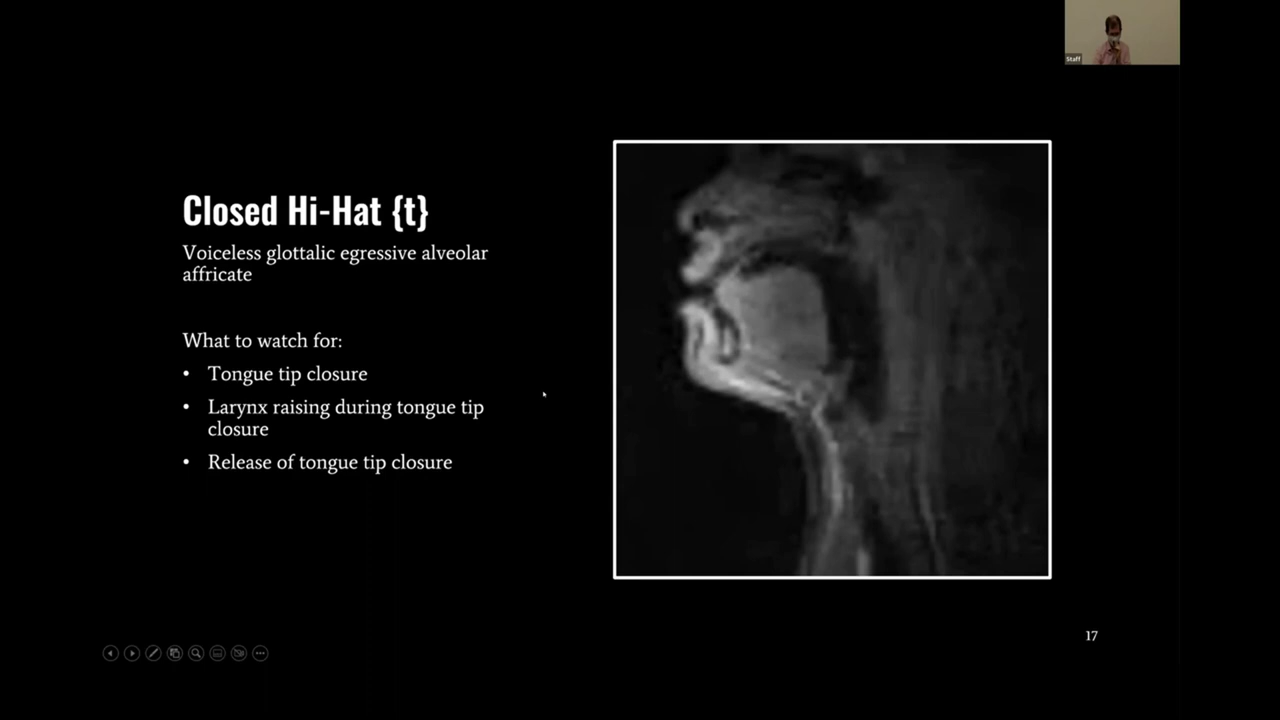 Staff
Closed Hi-Hat {t}
Voiceless glottalic egressive alveolar
affricate
What to watch for:
• Tongue tip closure
• Larynx raising during tongue tip
closure
• Release of tongue tip closure
17